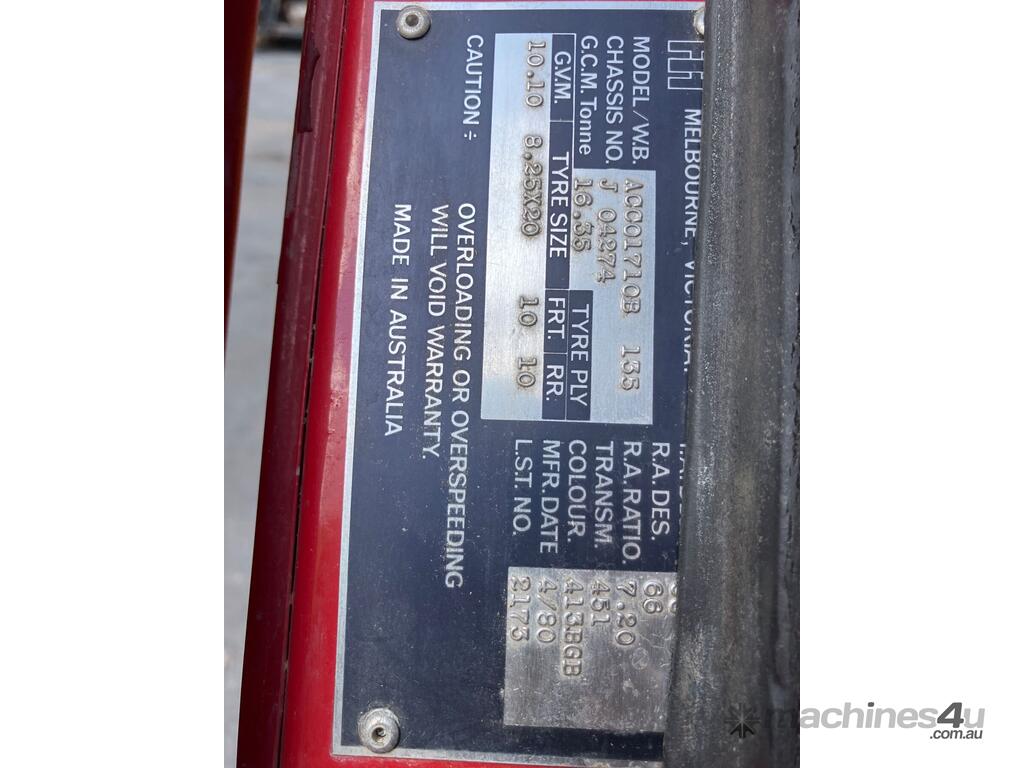 MELBOURNE, VICTORIA.
MODEL/W.B. ACCO1710B 135
CHASSIS NO. J 04274
G.C.M. Tonne 16.35
G.V.M. TYRE SIZE TYRE PLY
FRT. RR.
10.10 8.25X20 10 10
R.A. DES. 66
R.A. RATIO. 7.20
TRANSM. 451
COLOUR. 413BGB
MFR. DATE 4/80
L.S.T. NO. 2173
CAUTION ÷
OVERLOADING OR OVERSPEEDING
WILL VOID WARRANTY.
MADE IN AUSTRALIA
machines4u
.com.au